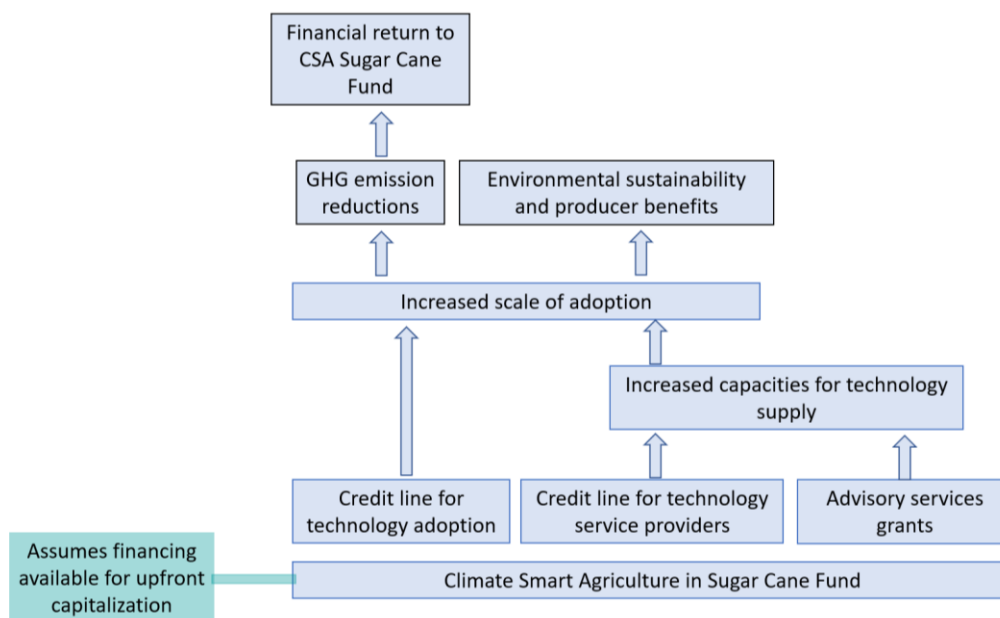 Financial return to
CSA Sugar Cane
Fund
GHG emission
reductions
Environmental sustainability
and producer benefits
Increased scale of adoption
Increased capacities for technology
supply
Credit line for
technology adoption
Credit line for technology
service providers
Advisory services
grants
Assumes financing
available for upfront
capitalization
Climate Smart Agriculture in Sugar Cane Fund